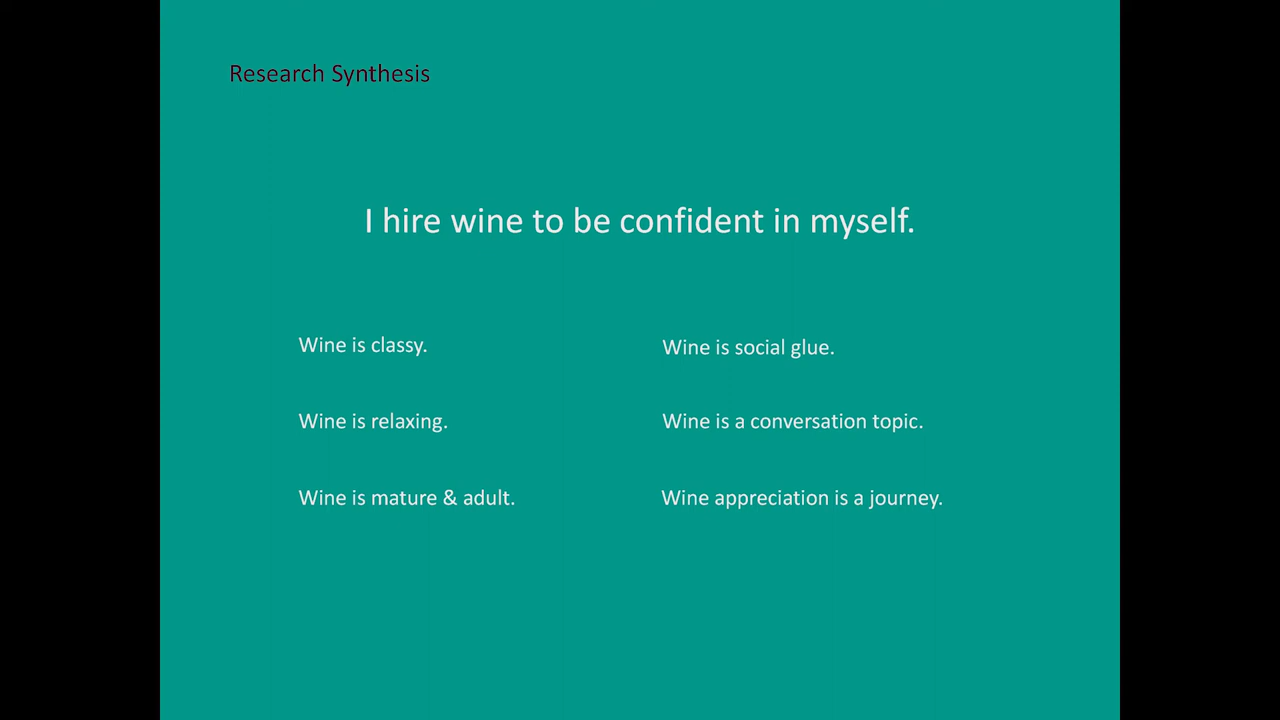 Research Synthesis
I hire wine to be confident in myself.
Wine is classy.
Wine is relaxing.
Wine is mature & adult.
Wine is social glue.
Wine is a conversation topic.
Wine appreciation is a journey.